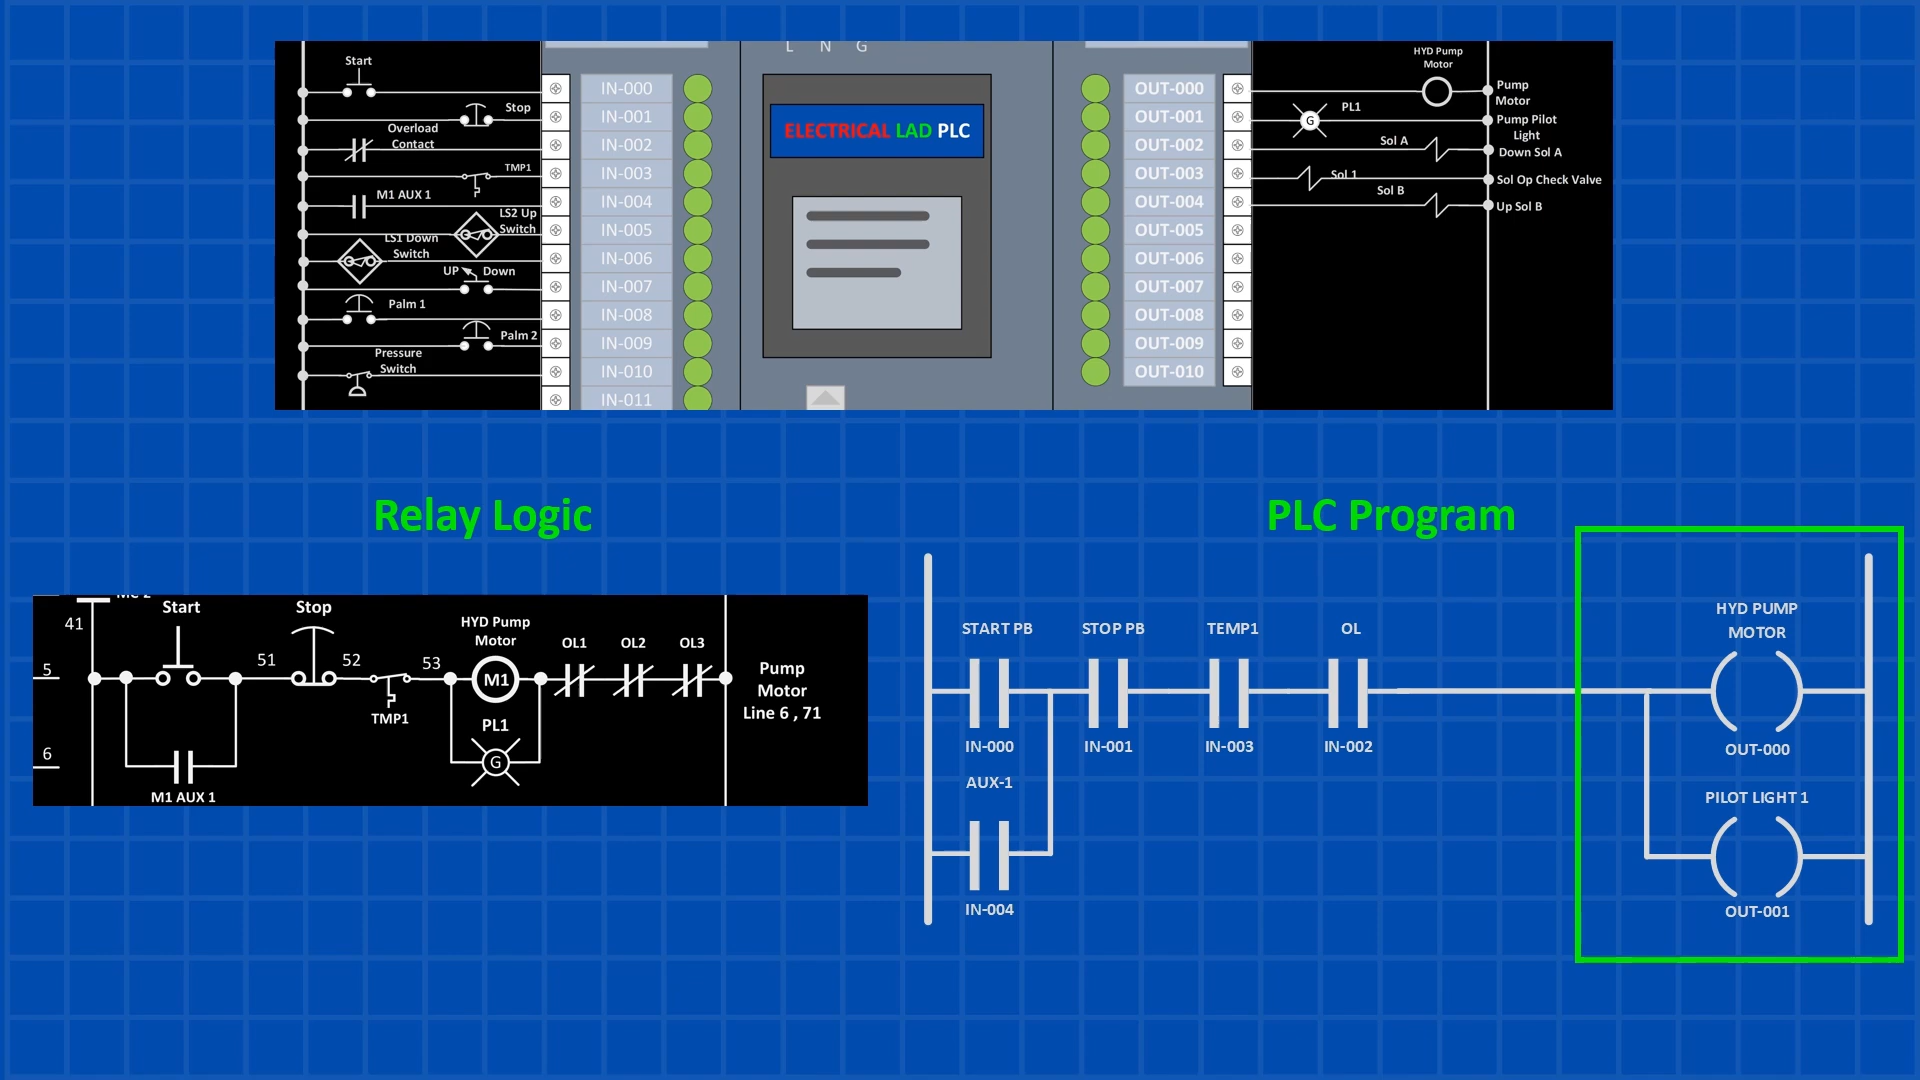 L N G
Start
Stop
Overload
Contact
TMP1
M1 AUX 1
LS2 Up
Switch
LS1 Down
Switch
UP Down
Palm 1
Palm 2
Pressure
Switch
IN-000
IN-001
IN-002
IN-003
IN-004
IN-005
IN-006
IN-007
IN-008
IN-009
IN-010
IN-011
ELECTRICAL LAD PLC
OUT-000
OUT-001
OUT-002
OUT-003
OUT-004
OUT-005
OUT-006
OUT-007
OUT-008
OUT-009
OUT-010
HYD Pump
Motor
PL1
G
Sol A
Sol 1
Sol B
Pump
Motor
Pump Pilot
Light
Down Sol A
Sol Op Check Valve
Up Sol B
Relay Logic
41
Start
Stop
5
51
52
53
TMP1
HYD Pump
Motor
M1
OL1
OL2
OL3
PL1
G
6
M1 AUX 1
Pump
Motor
Line 6 , 71
PLC Program
START PB
STOP PB
TEMP1
OL
IN-000
IN-001
IN-003
IN-002
AUX-1
IN-004
HYD PUMP
MOTOR
OUT-000
PILOT LIGHT 1
OUT-001